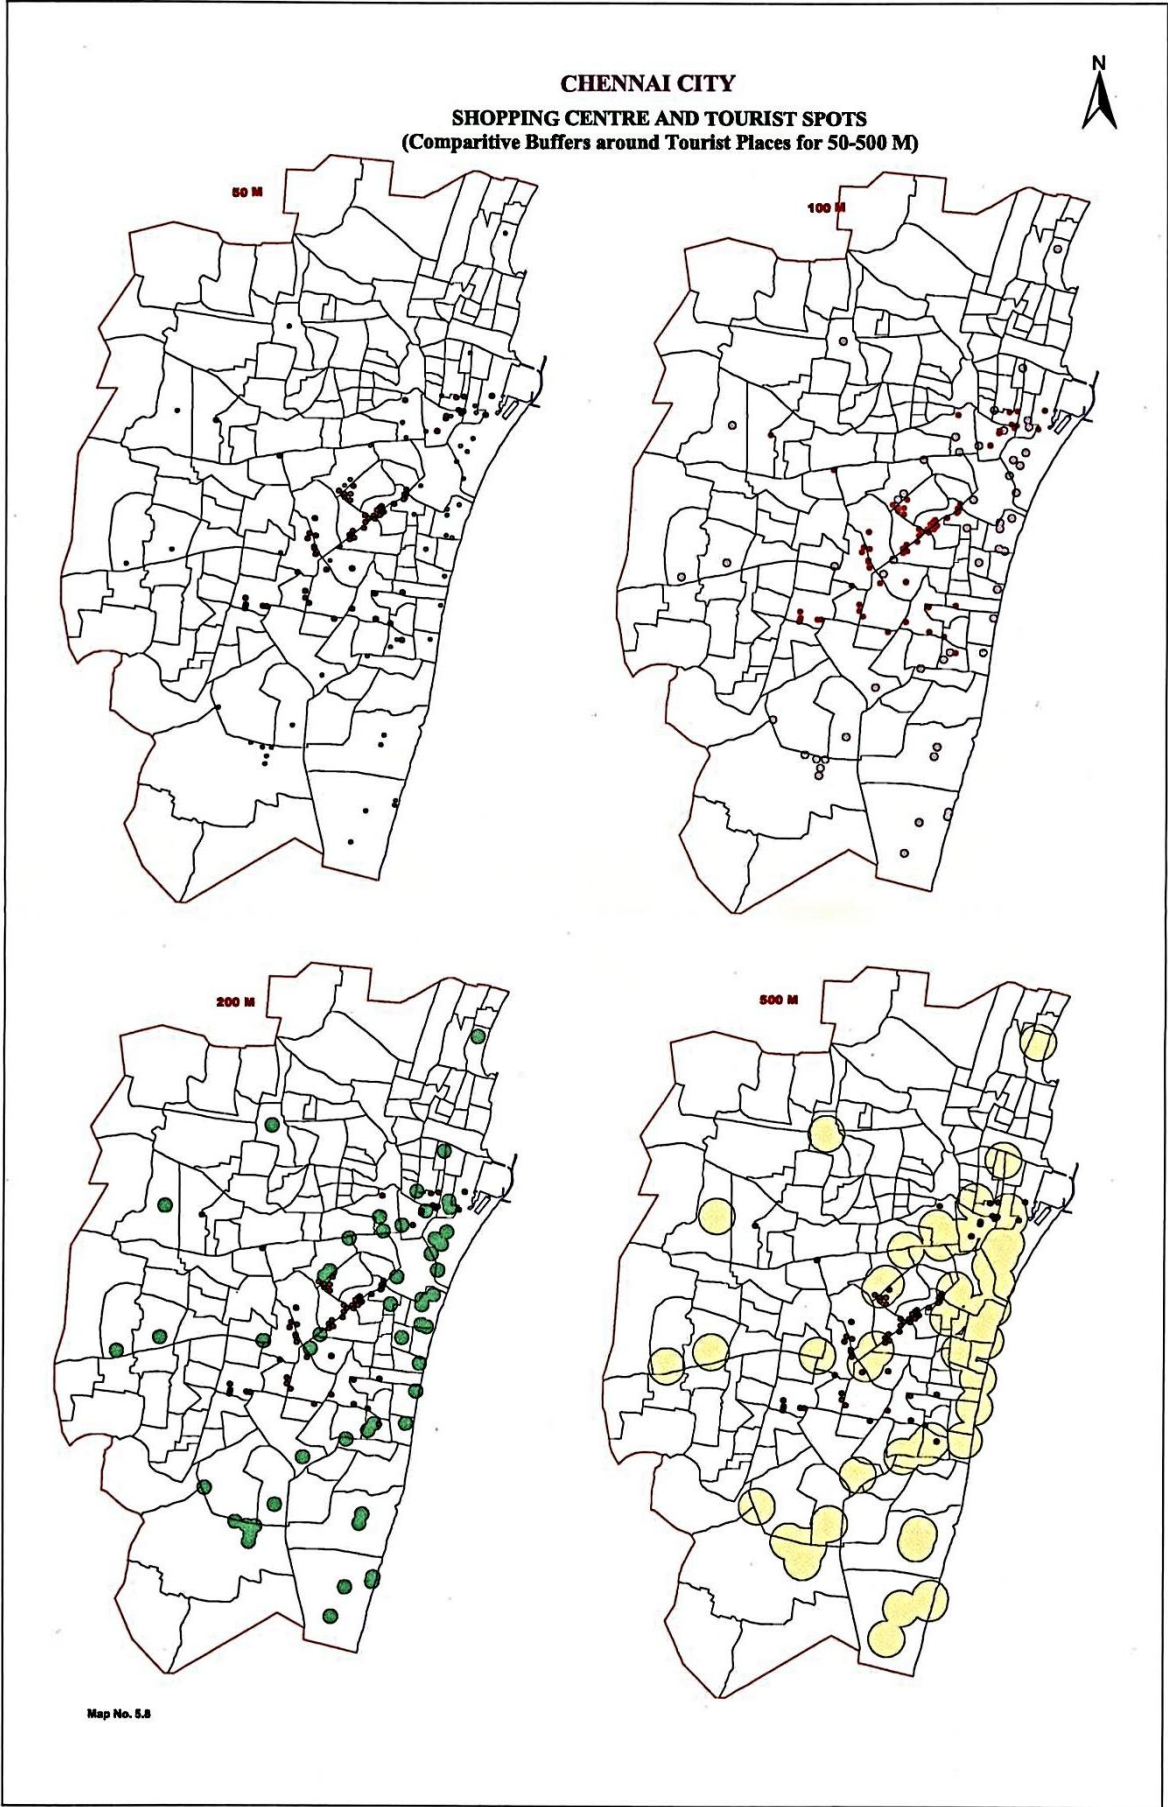 N
CHENNAI CITY
SHOPPING CENTRE AND TOURIST SPOTS
(Comparitive Buffers around Tourist Places for 50-500 M)
50 M
100 M
200 M
500 M
Map No. 5.8